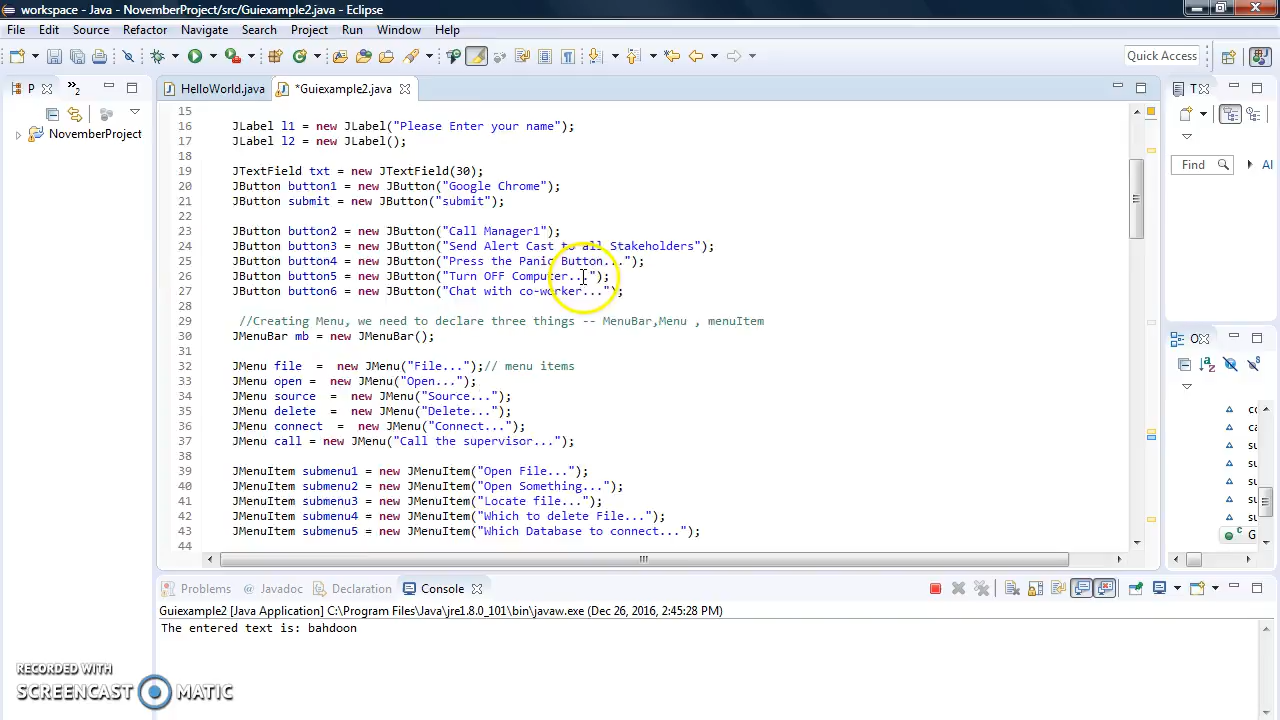 workspace - Java - NovemberProject/src/Guiexample2.java - Eclipse
File Edit Source Refactor Navigate Search Project Run Window Help
Quick Access
P
HelloWorld.java
*Guiexample2.java
T
NovemberProject
Find
Al
15
16 JLabel l1 = new JLabel("Please Enter your name");
17 JLabel l2 = new JLabel();
18
19 JTextField txt = new JTextField(30);
20 JButton button1 = new JButton("Google Chrome");
21 JButton submit = new JButton("submit");
22
23 JButton button2 = new JButton("Call Manager1");
24 JButton button3 = new JButton("Send Alert Cast to all Stakeholders");
25 JButton button4 = new JButton("Press the Panic Button...");
26 JButton button5 = new JButton("Turn OFF Computer...");
27 JButton button6 = new JButton("Chat with co-worker...");
28
29 //Creating Menu, we need to declare three things -- MenuBar,Menu , menuItem
30 JMenuBar mb = new JMenuBar();
31
32 JMenu file  =  new JMenu("File...");// menu items
33 JMenu open =  new JMenu("Open...");
34 JMenu source  =  new JMenu("Source...");
35 JMenu delete  =  new JMenu("Delete...");
36 JMenu connect  =  new JMenu("Connect...");
37 JMenu call = new JMenu("Call the supervisor...");
38
39 JMenuItem submenu1 = new JMenuItem("Open File...");
40 JMenuItem submenu2 = new JMenuItem("Open Something...");
41 JMenuItem submenu3 = new JMenuItem("Locate file...");
42 JMenuItem submenu4 = new JMenuItem("Which to delete File...");
43 JMenuItem submenu5 = new JMenuItem("Which Database to connect...");
44
O
co
ca
su
su
su
su
su
G
Problems @ Javadoc Declaration Console
Guiexample2 [Java Application] C:\Program Files\Java\jre1.8.0_101\bin\javaw.exe (Dec 26, 2016, 2:45:28 PM)
The entered text is: bahdoon
RECORDED WITH
SCREENCAST MATIC